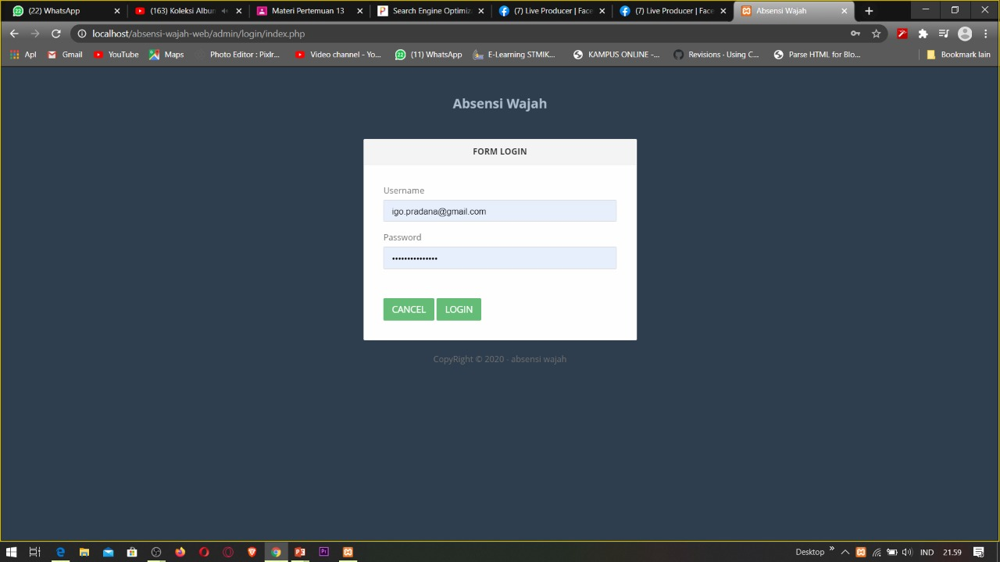 (22) WhatsApp
(163) Koleksi Album
Materi Pertemuan 13
Search Engine Optimiz
(7) Live Producer | Face
(7) Live Producer | Face
Absensi Wajah
localhost/absensi-wajah-web/admin/login/index.php
Apl
Gmail
YouTube
Maps
Photo Editor : Pixlr...
Video channel - Yo...
(11) WhatsApp
E-Learning STMIK...
KAMPUS ONLINE -...
Revisions · Using C...
Parse HTML for Blo...
Bookmark lain
Absensi Wajah
FORM LOGIN
Username
igo.pradana@gmail.com
Password
CANCEL LOGIN
CopyRight © 2020 - absensi wajah
Desktop
IND
21.59